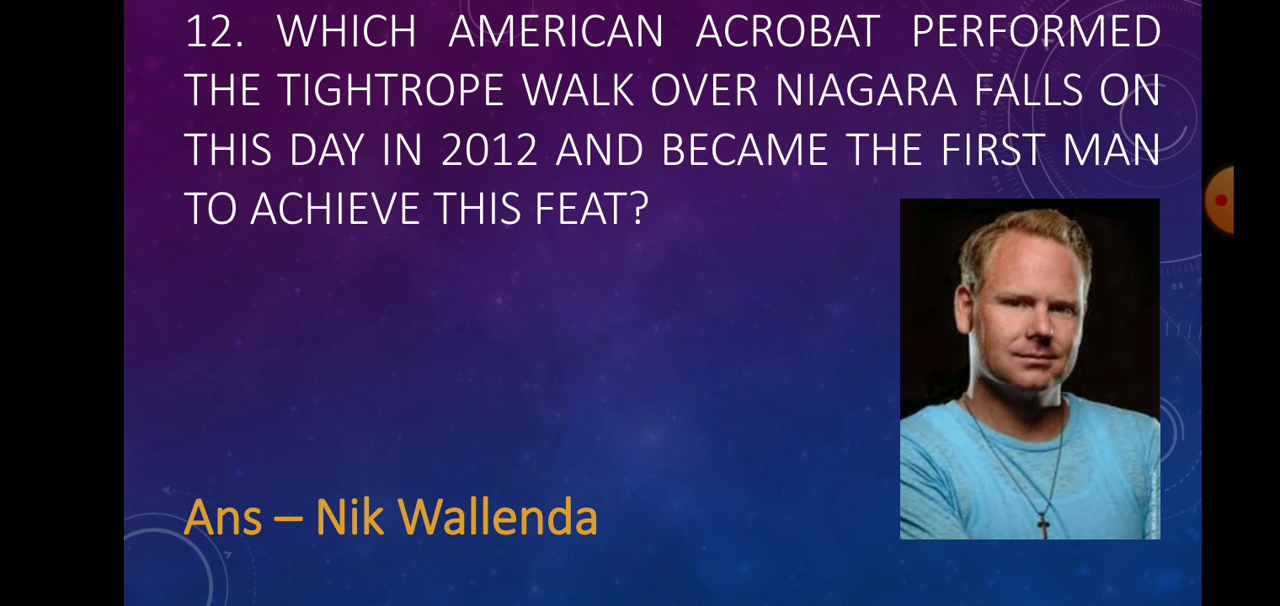 12. WHICH AMERICAN ACROBAT PERFORMED
THE TIGHTROPE WALK OVER NIAGARA FALLS ON
THIS DAY IN 2012 AND BECAME THE FIRST MAN
TO ACHIEVE THIS FEAT?
Ans – Nik Wallenda